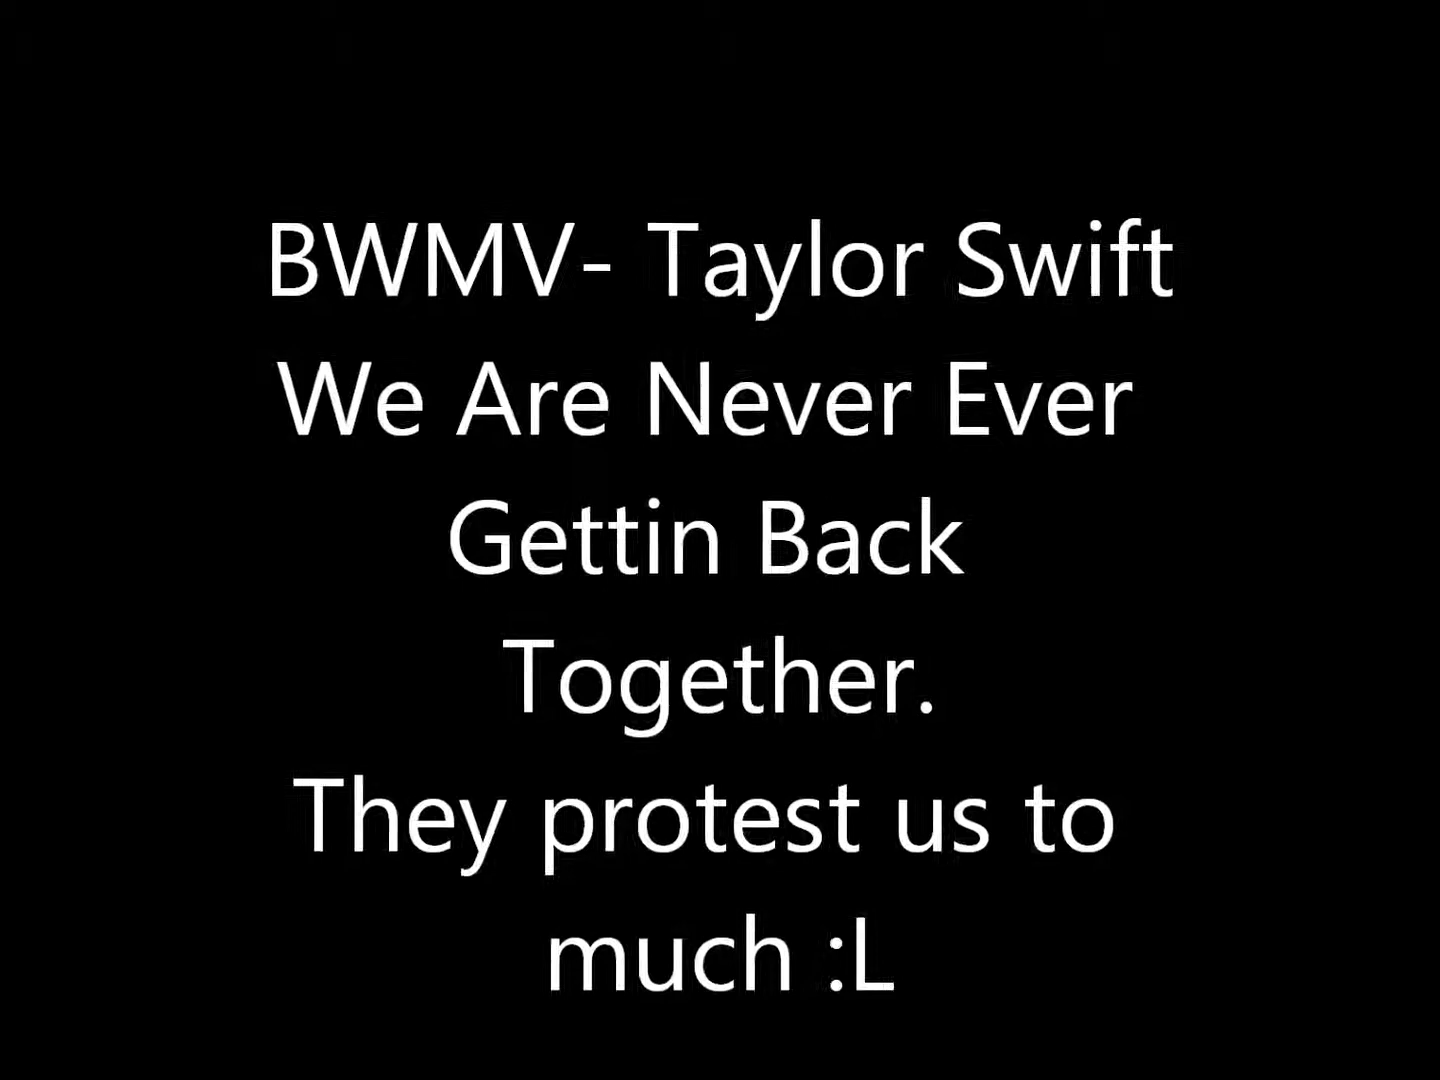 BWMV- Taylor Swift
We Are Never Ever
Gettin Back
Together.
They protest us to
much :L